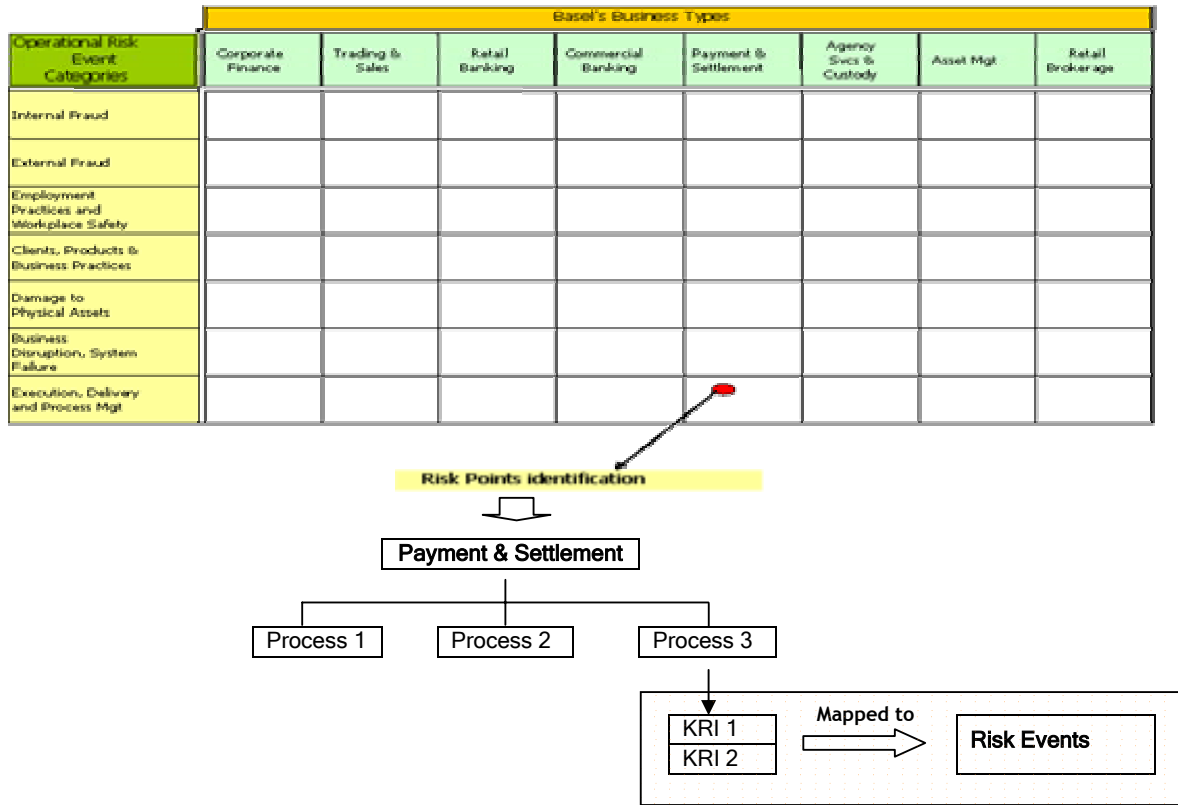 Basel's Business Types
Operational Risk
Event
Categories
Corporate
Finance
Trading &
Sales
Retail
Banking
Commercial
Banking
Payment &
Settlement
Agency
Svcs &
Custody
Asset Mgt
Retail
Brokerage
Internal Fraud
External Fraud
Employment
Practices and
Workplace Safety
Clients, Products &
Business Practices
Damage to
Physical Assets
Business
Disruption, System
Failure
Execution, Delivery
and Process Mgt
Risk Points identification
Payment & Settlement
Process 1
Process 2
Process 3
KRI 1
KRI 2
Mapped to
Risk Events